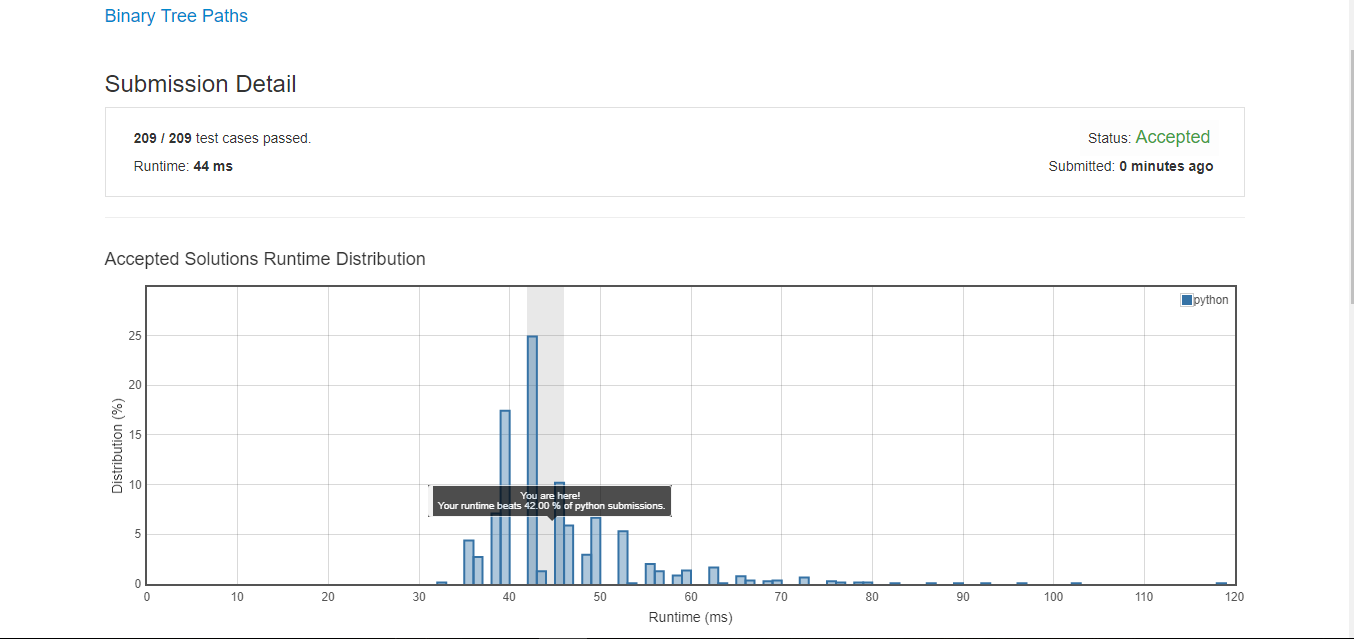 Binary Tree Paths
Submission Detail
209 / 209 test cases passed.
Status: Accepted
Runtime: 44 ms
Submitted: 0 minutes ago
Accepted Solutions Runtime Distribution
python
Distribution (%)
25
20
15
10
5
0
You are here!
Your runtime beats 42.00 % of python submissions.
0 10 20 30 40 50 60 70 80 90 100 110 120
Runtime (ms)